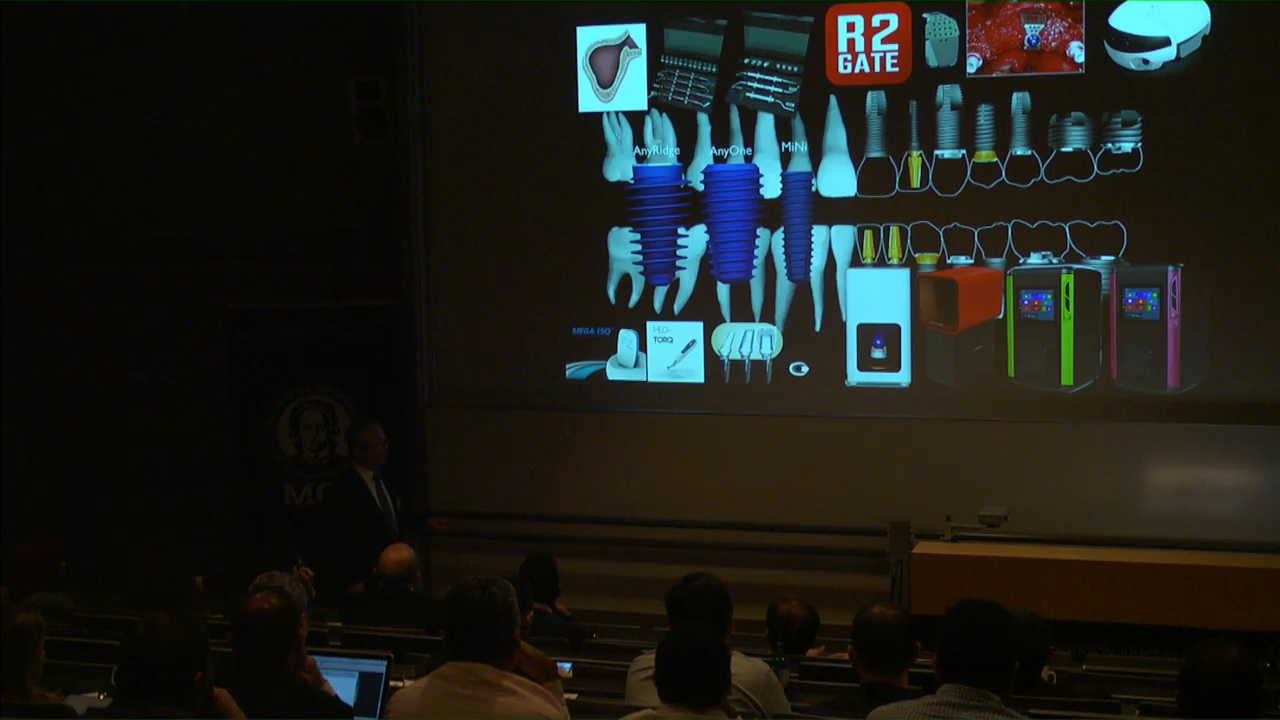 R2
GATE
AnyRidge
AnyOne
MiNi
MEGA ISQ
MEG-
TORQ